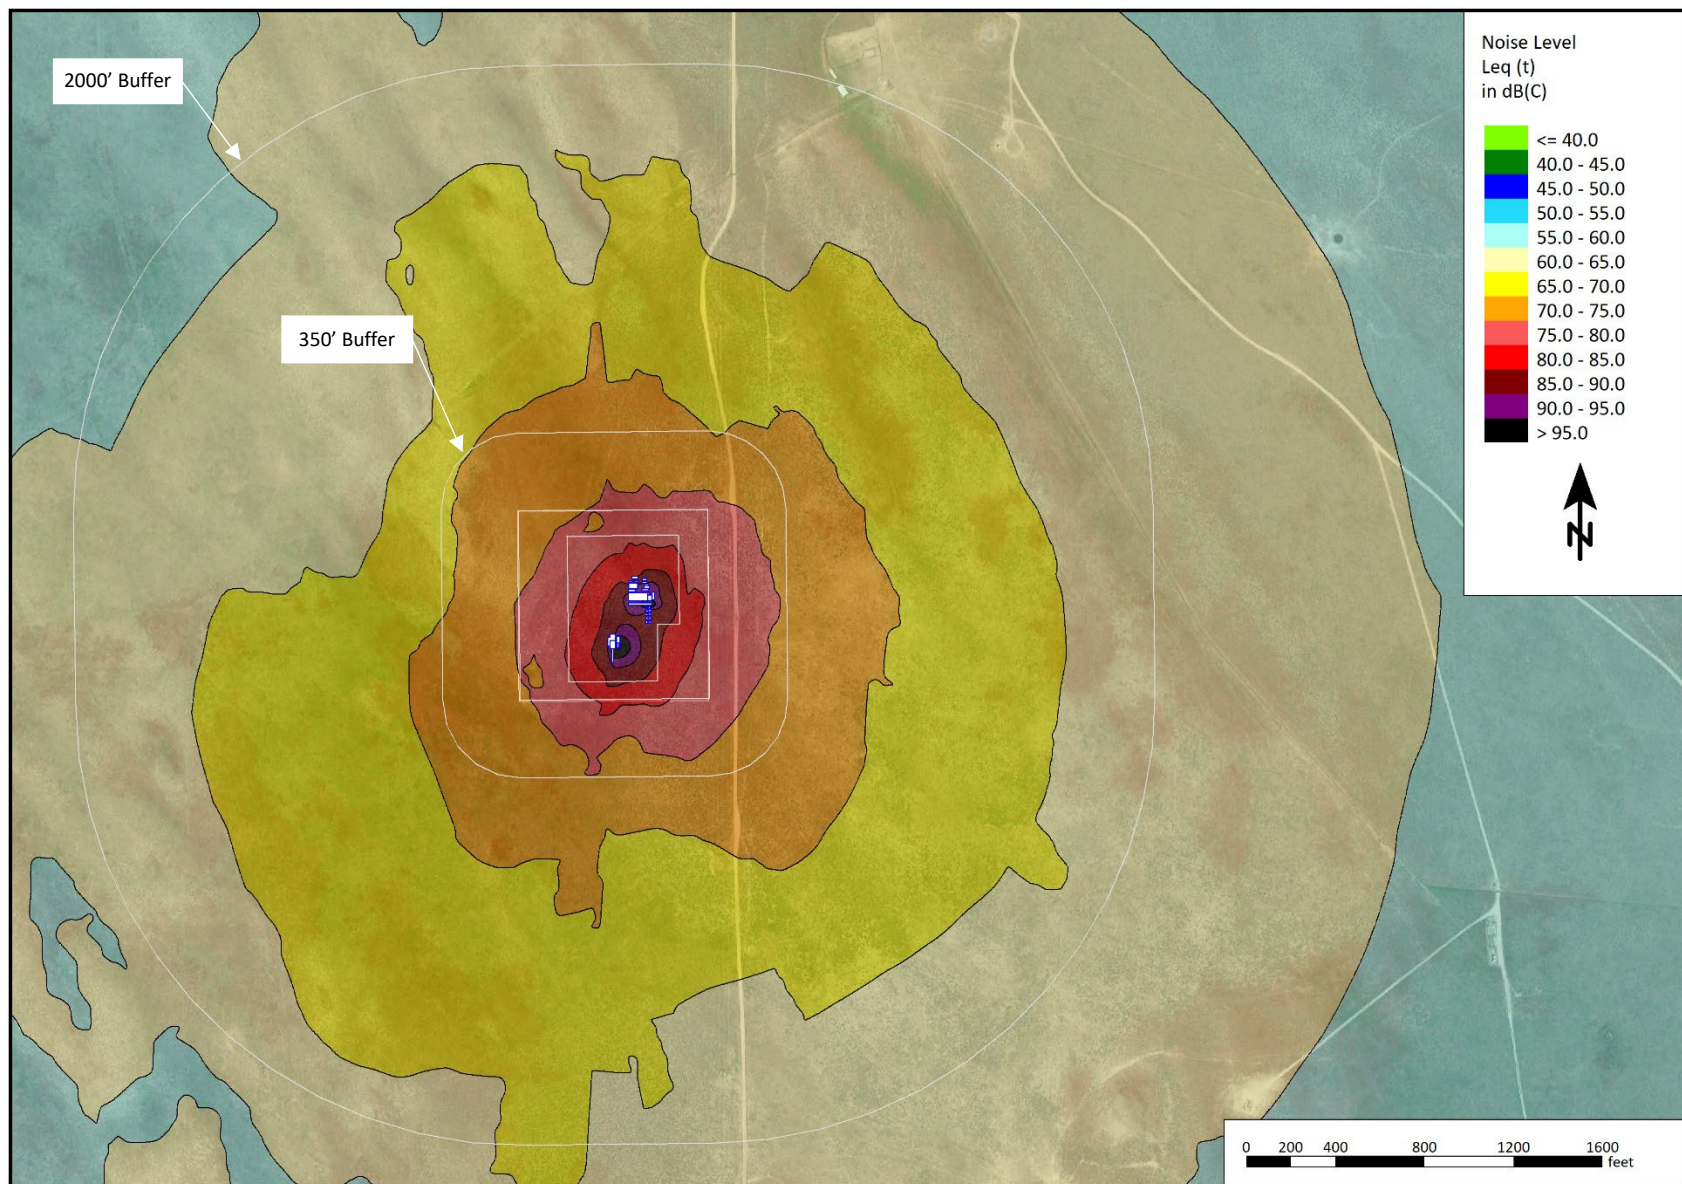 2000’ Buffer
350’ Buffer
Noise Level
Leq (t)
in dB(C)
<= 40.0
40.0 - 45.0
45.0 - 50.0
50.0 - 55.0
55.0 - 60.0
60.0 - 65.0
65.0 - 70.0
70.0 - 75.0
75.0 - 80.0
80.0 - 85.0
85.0 - 90.0
90.0 - 95.0
> 95.0
N
0 200 400 800 1200 1600
feet